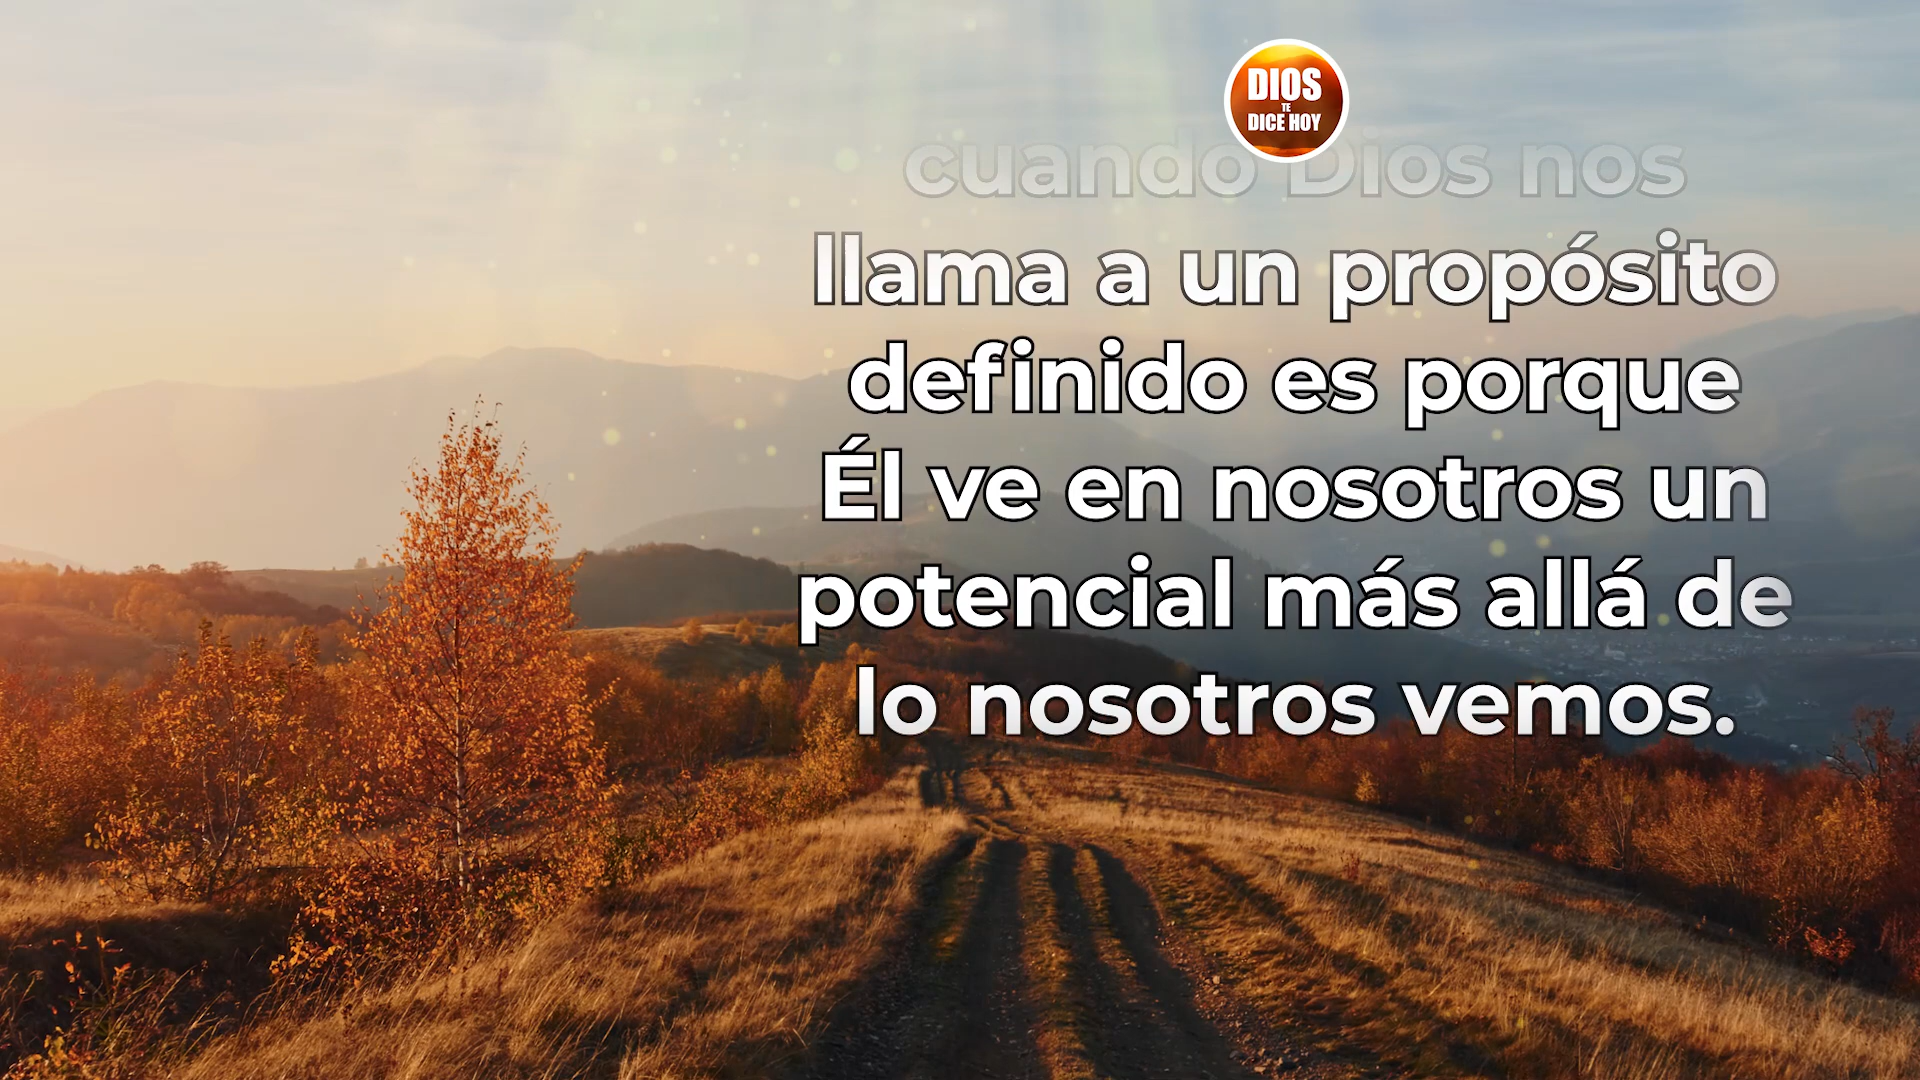 DIOS
TE
DICE HOY
cuando Dios nos
llama a un propósito
definido es porque
Él ve en nosotros un
potencial más allá de
lo nosotros vemos.